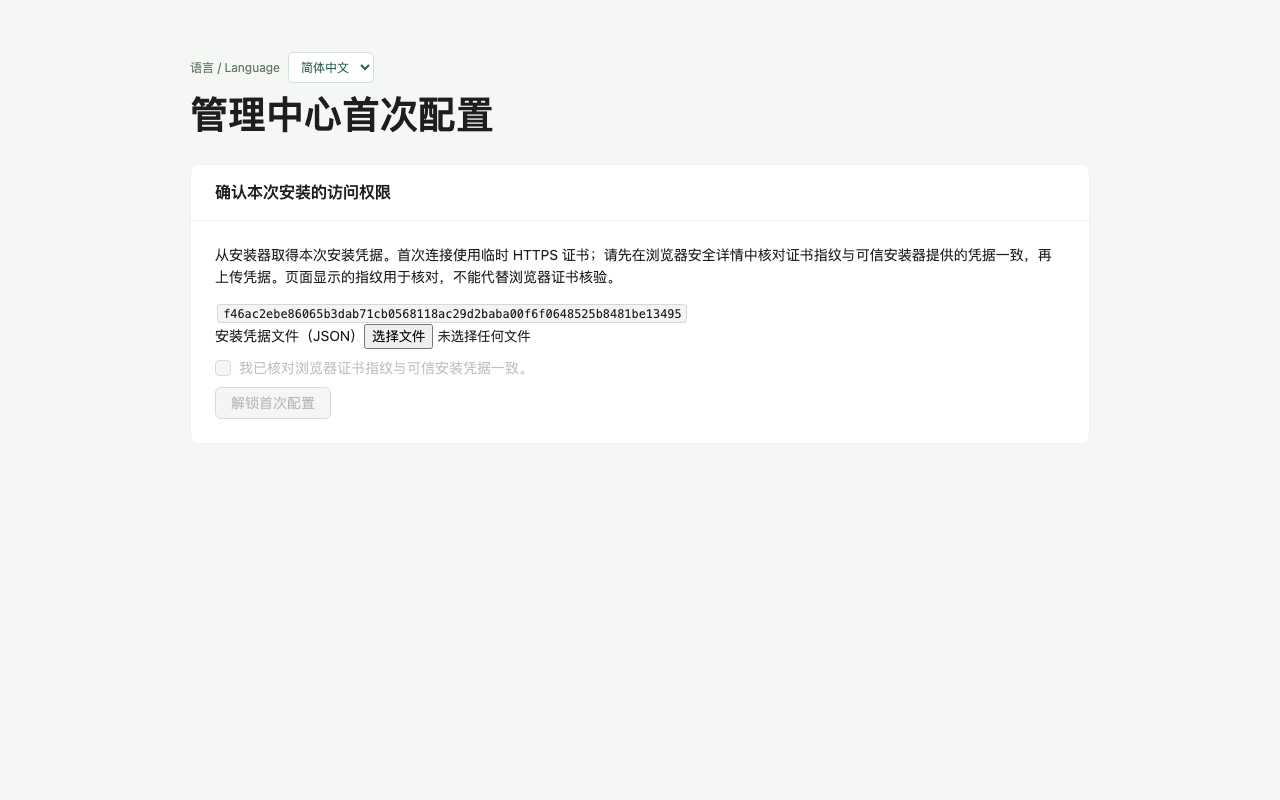 语言 / Language 简体中文
管理中心首次配置
确认本次安装的访问权限
从安装器取得本次安装凭据。首次连接使用临时 HTTPS 证书；请先在浏览器安全详情中核对证书指纹与可信安装器提供的凭据一致，再
上传凭据。页面显示的指纹用于核对，不能代替浏览器证书核验。
f46ac2ebe86065b3dab71cb0568118ac29d2baba00f6f0648525b8481be13495
安装凭据文件（JSON） 选择文件 未选择任何文件
我已核对浏览器证书指纹与可信安装凭据一致。
解锁首次配置